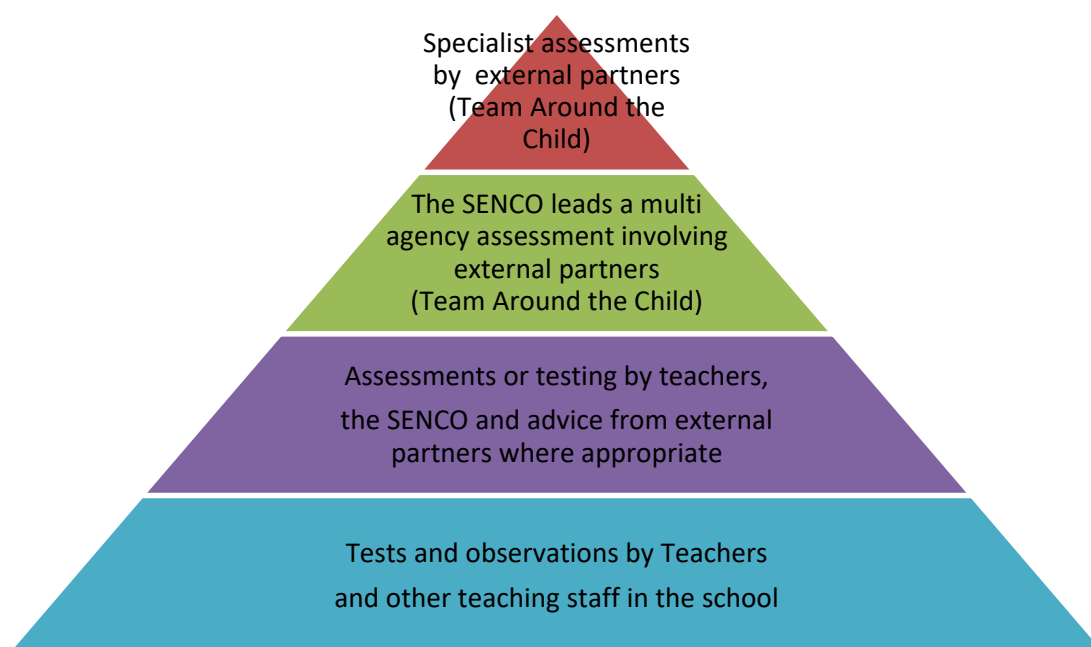 Specialist assessments
by external partners
(Team Around the
Child)
The SENCO leads a multi
agency assessment involving
external partners
(Team Around the Child)
Assessments or testing by teachers,
the SENCO and advice from external
partners where appropriate
Tests and observations by Teachers
and other teaching staff in the school